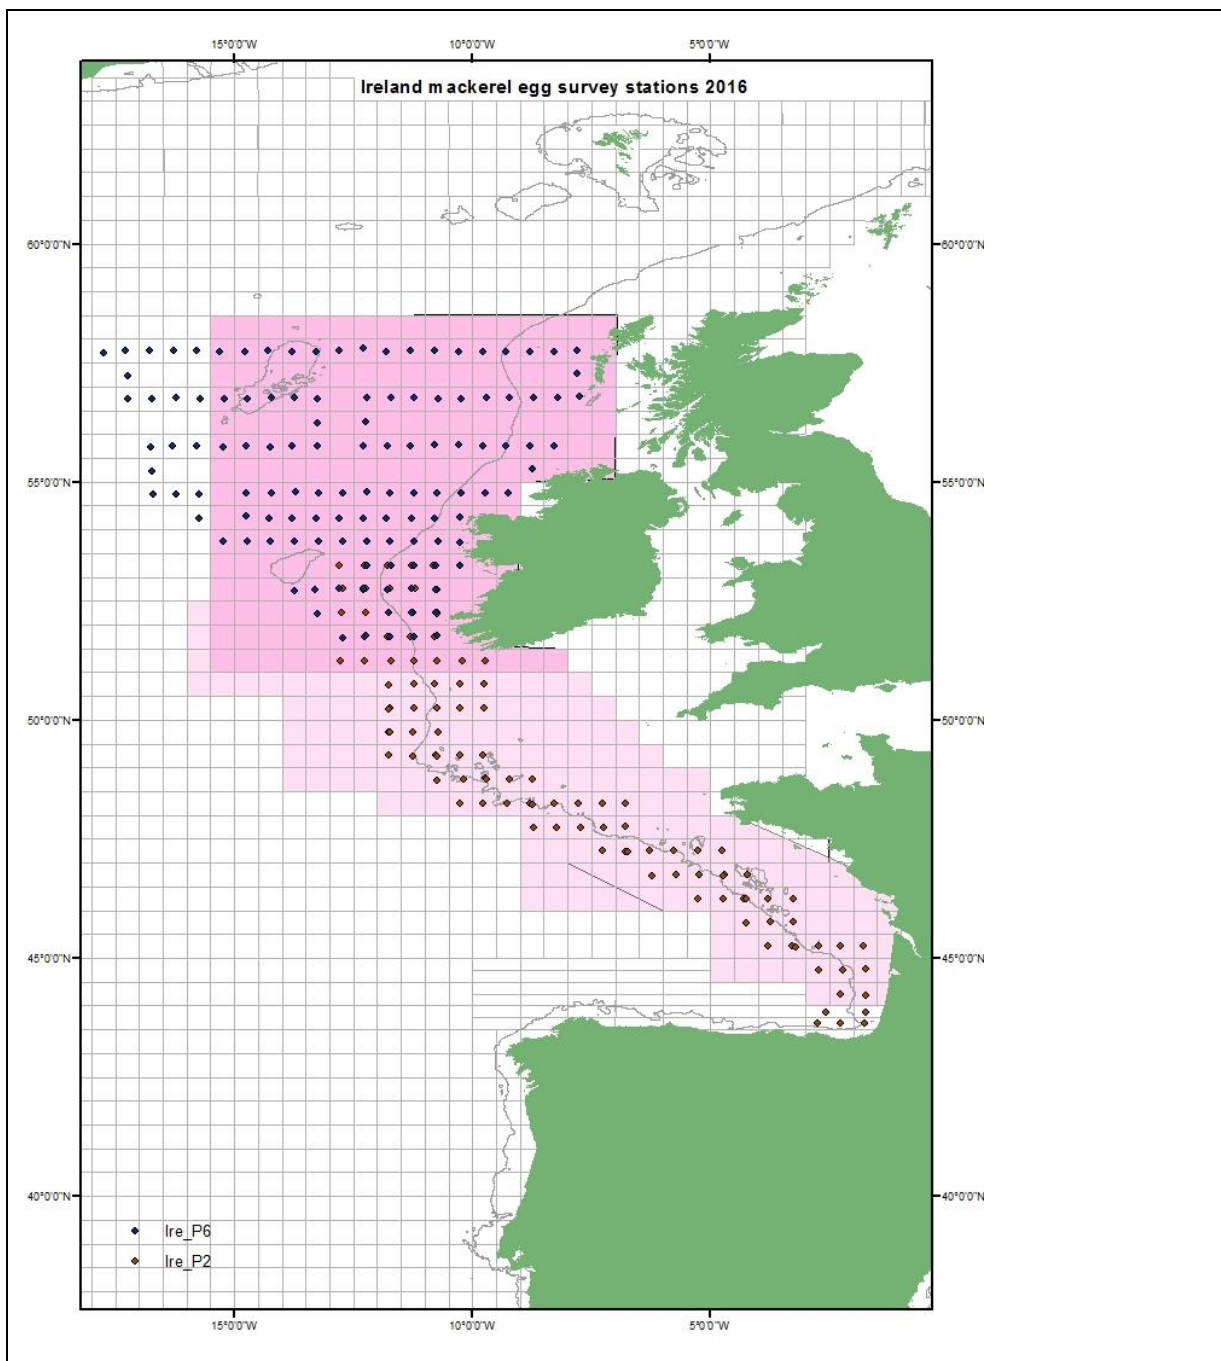 15°0'0"W 10°0'0"W 5°0'0"W
Ireland mackerel egg survey stations 2016
60°0'0"N 60°0'0"N
55°0'0"N 55°0'0"N
50°0'0"N 50°0'0"N
45°0'0"N 45°0'0"N
40°0'0"N 40°0'0"N
Ire_P6
Ire_P2
15°0'0"W 10°0'0"W 5°0'0"W